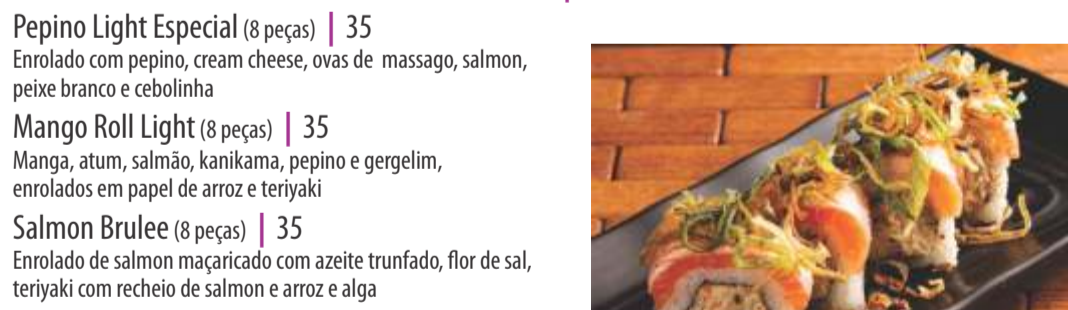 Pepino Light Especial (8 peças) | 35
Enrolado com pepino, cream cheese, ovas de massago, salmon,
peixe branco e cebolinha
Mango Roll Light (8 peças) | 35
Manga, atum, salmão, kanikama, pepino e gergelim,
enrolados em papel de arroz e teriyaki
Salmon Brulee (8 peças) | 35
Enrolado de salmon maçaricado com azeite trunfado, flor de sal,
teriyaki com recheio de salmon e arroz e alga